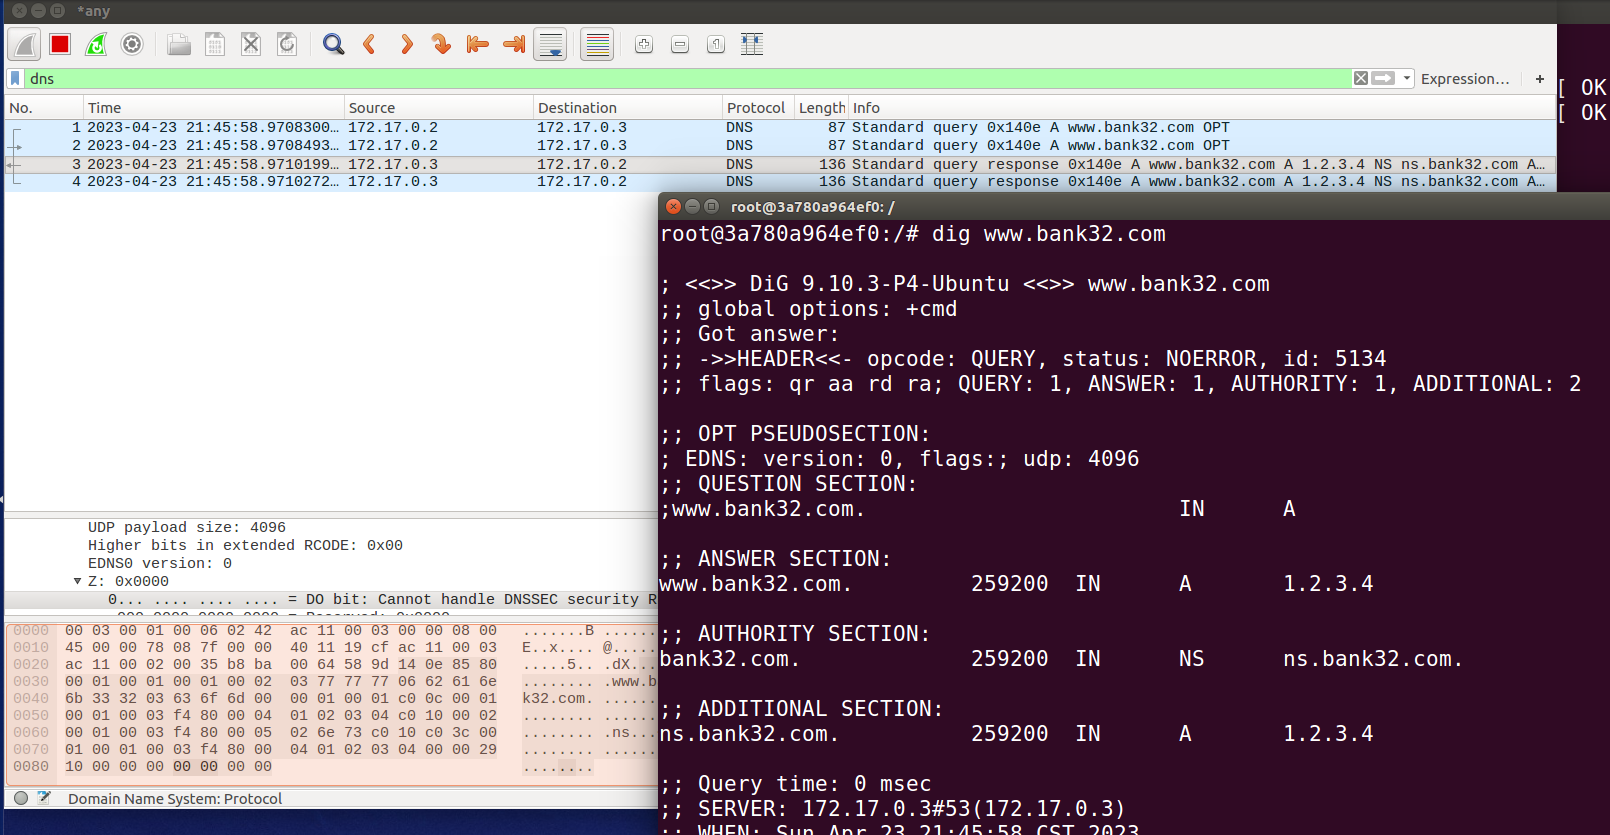 *any
dns
Expression…
+
No. Time Source Destination Protocol Length Info
1 2023-04-23 21:45:58.9708300… 172.17.0.2 172.17.0.3 DNS 87 Standard query 0x140e A www.bank32.com OPT
2 2023-04-23 21:45:58.9708493… 172.17.0.2 172.17.0.3 DNS 87 Standard query 0x140e A www.bank32.com OPT
3 2023-04-23 21:45:58.9710199… 172.17.0.3 172.17.0.2 DNS 136 Standard query response 0x140e A www.bank32.com A 1.2.3.4 NS ns.bank32.com A…
4 2023-04-23 21:45:58.9710272… 172.17.0.3 172.17.0.2 DNS 136 Standard query response 0x140e A www.bank32.com A 1.2.3.4 NS ns.bank32.com A…
[ OK
[ OK
UDP payload size: 4096
Higher bits in extended RCODE: 0x00
EDNS0 version: 0
Z: 0x0000
0... .... .... .... = DO bit: Cannot handle DNSSEC security R
.000 0000 0000 0000 = Reserved: 0x0000
0000 00 03 00 01 00 06 02 42 ac 11 00 03 00 00 08 00 .......B ......
0010 45 00 00 78 08 7f 00 00 40 11 19 cf ac 11 00 03 E..x.... @.....
0020 ac 11 00 02 00 35 b8 ba 00 64 58 9d 14 0e 85 80 .....5.. .dX...
0030 00 01 00 01 00 01 00 02 03 77 77 77 06 62 61 6e ........ .www.b
0040 6b 33 32 03 63 6f 6d 00 00 01 00 01 c0 0c 00 01 k32.com. ......
0050 00 01 00 03 f4 80 00 04 01 02 03 04 c0 10 00 02 ........ ......
0060 00 01 00 03 f4 80 00 05 02 6e 73 c0 10 c0 3c 00 ........ .ns...
0070 01 00 01 00 03 f4 80 00 04 01 02 03 04 00 00 29 ........ ......
0080 10 00 00 00 00 00 00 00 ........
Domain Name System: Protocol
root@3a780a964ef0: /
root@3a780a964ef0:/# dig www.bank32.com
; <<>> DiG 9.10.3-P4-Ubuntu <<>> www.bank32.com
;; global options: +cmd
;; Got answer:
;; ->>HEADER<<- opcode: QUERY, status: NOERROR, id: 5134
;; flags: qr aa rd ra; QUERY: 1, ANSWER: 1, AUTHORITY: 1, ADDITIONAL: 2
;; OPT PSEUDOSECTION:
; EDNS: version: 0, flags:; udp: 4096
;; QUESTION SECTION:
;www.bank32.com. IN A
;; ANSWER SECTION:
www.bank32.com. 259200 IN A 1.2.3.4
;; AUTHORITY SECTION:
bank32.com. 259200 IN NS ns.bank32.com.
;; ADDITIONAL SECTION:
ns.bank32.com. 259200 IN A 1.2.3.4
;; Query time: 0 msec
;; SERVER: 172.17.0.3#53(172.17.0.3)
;; WHEN: Sun Apr 23 21:45:58 CST 2023